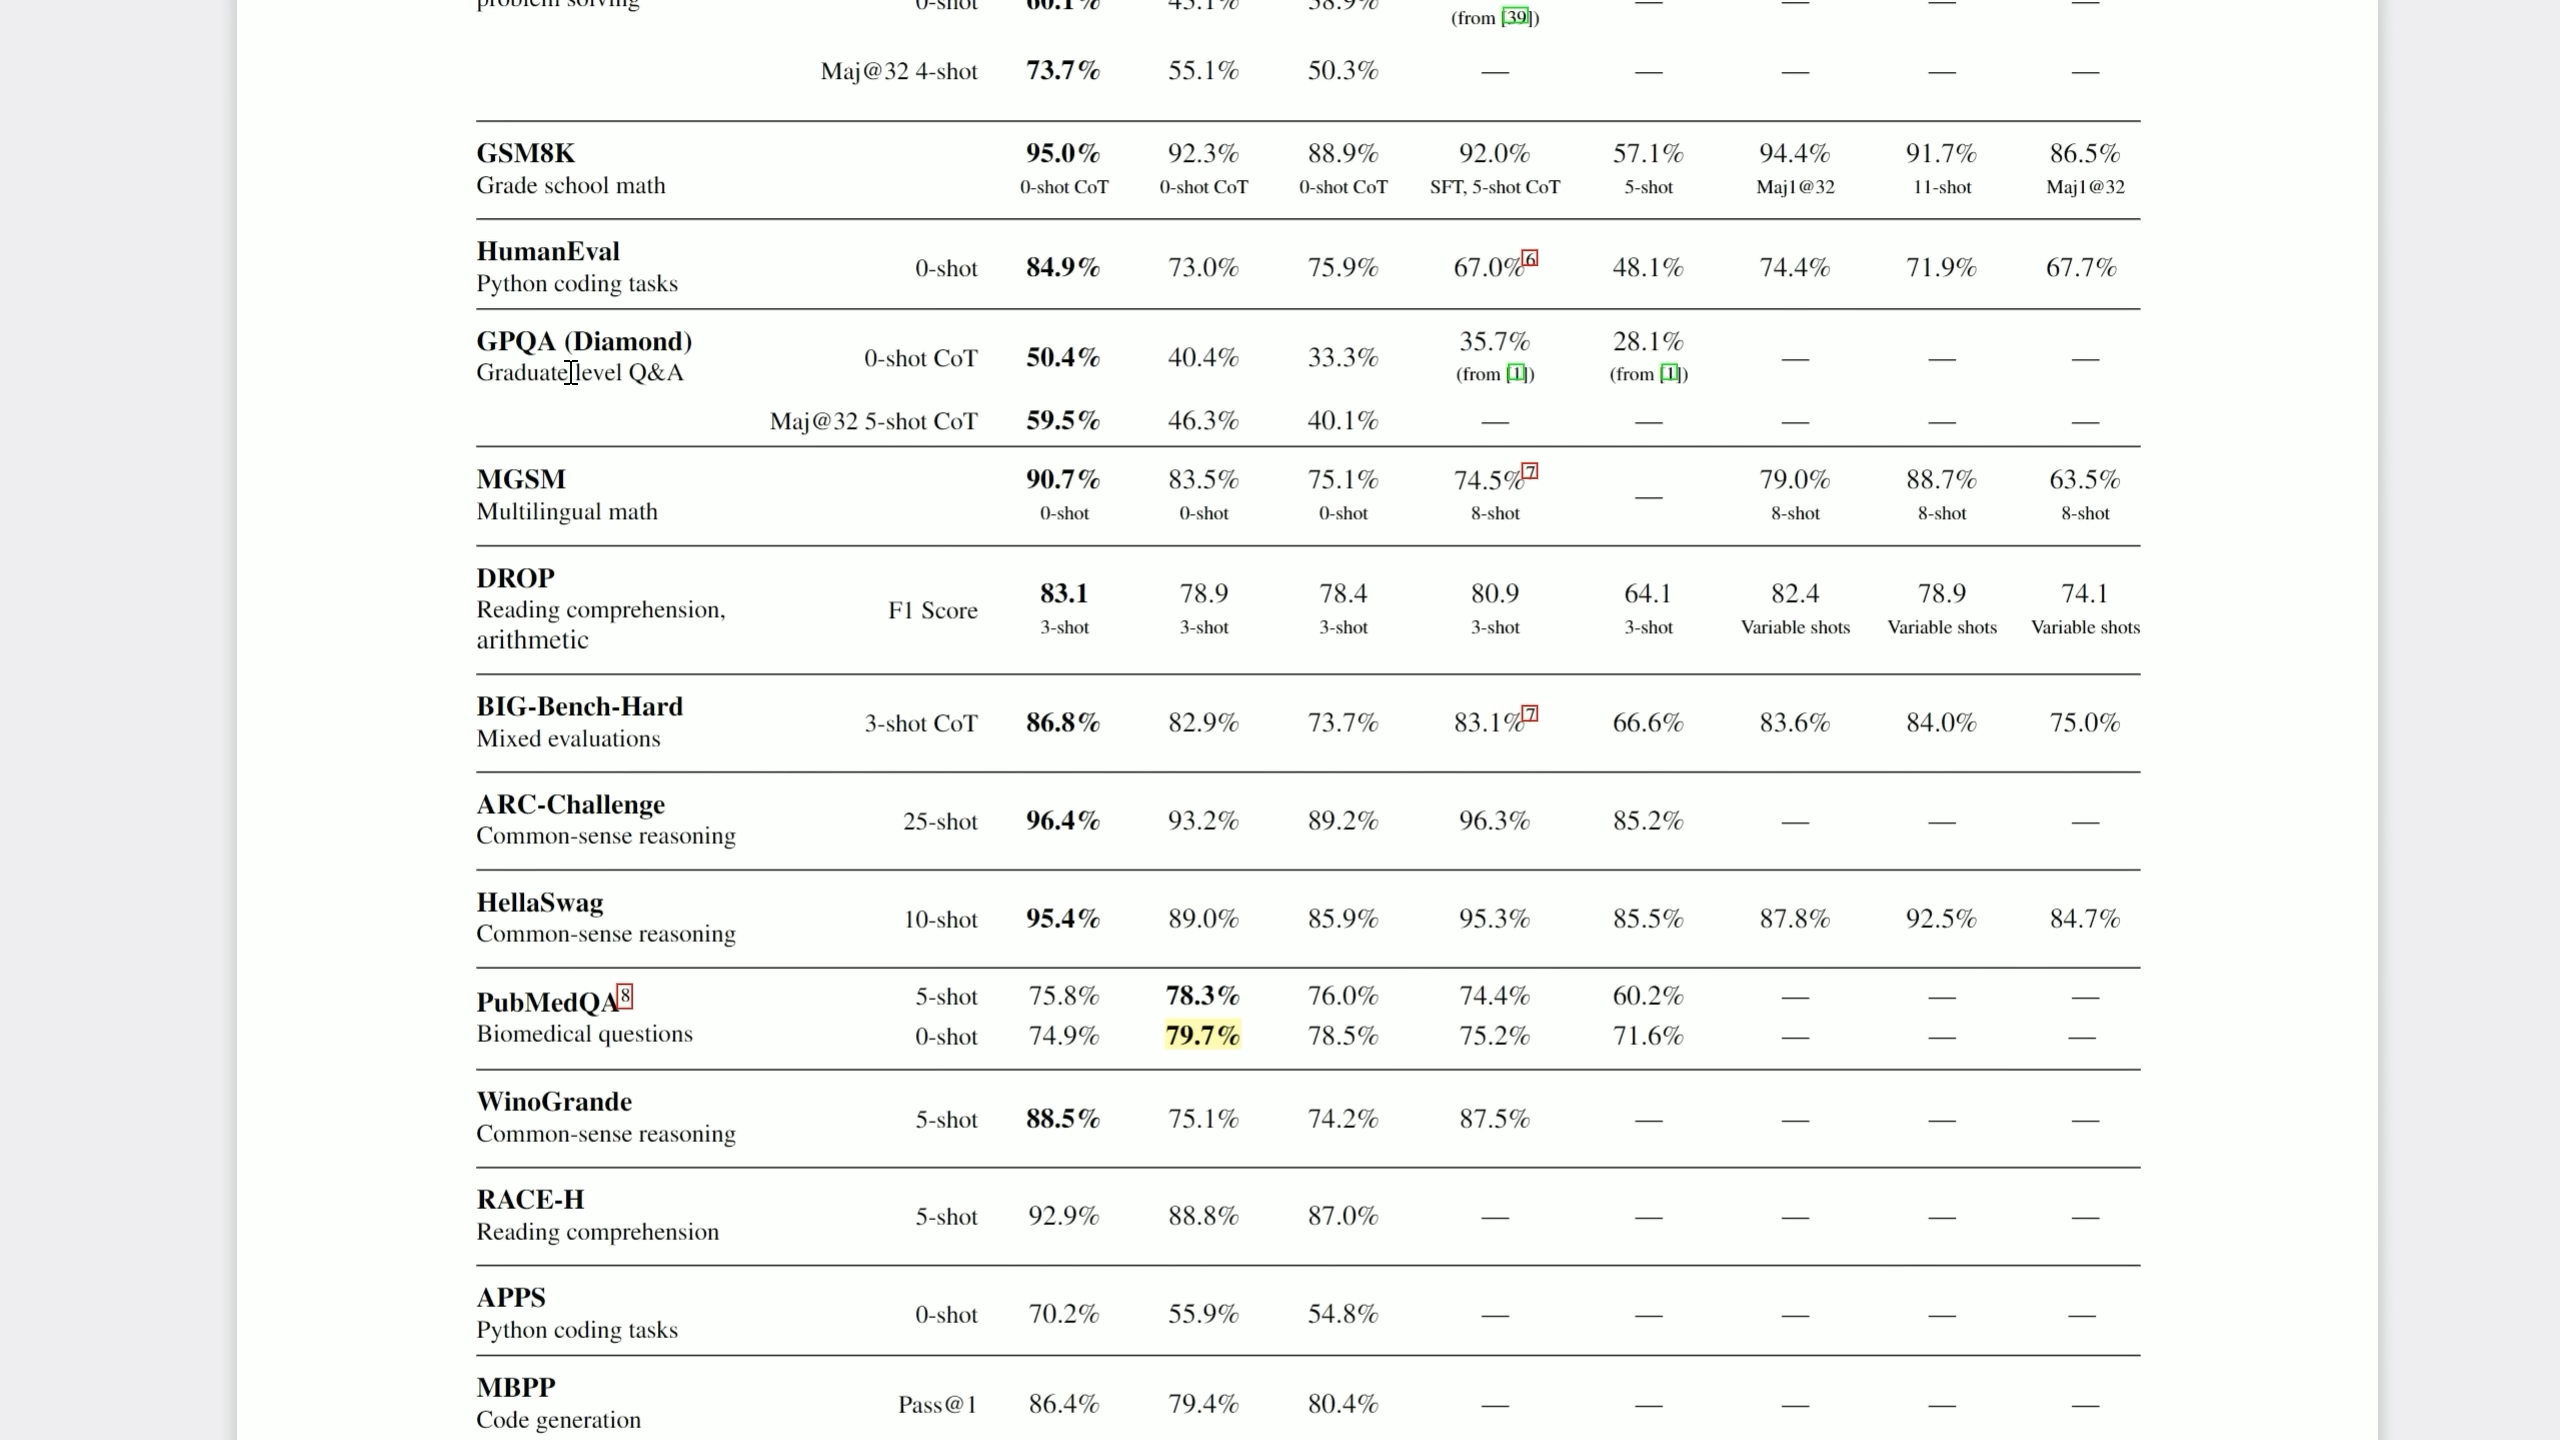 problem solving 0-shot 60.1% 43.1% 38.9% (from [39]) — — — —
Maj@32 4-shot 73.7% 55.1% 50.3% — — — — —
GSM8K 95.0% 92.3% 88.9% 92.0% 57.1% 94.4% 91.7% 86.5%
Grade school math 0-shot CoT 0-shot CoT 0-shot CoT SFT, 5-shot CoT 5-shot Maj1@32 11-shot Maj1@32
HumanEval
0-shot 84.9% 73.0% 75.9% 67.0%6 48.1% 74.4% 71.9% 67.7%
Python coding tasks
GPQA (Diamond) 35.7% 28.1%
0-shot CoT 50.4% 40.4% 33.3% — — —
Graduate level Q&A (from [1]) (from [1])
Maj@32 5-shot CoT 59.5% 46.3% 40.1% — — — — —
MGSM 90.7% 83.5% 75.1% 74.5%7 — 79.0% 88.7% 63.5%
Multilingual math 0-shot 0-shot 0-shot 8-shot 8-shot 8-shot 8-shot
DROP
83.1 78.9 78.4 80.9 64.1 82.4 78.9 74.1
Reading comprehension, F1 Score
3-shot 3-shot 3-shot 3-shot 3-shot Variable shots Variable shots Variable shots
arithmetic
BIG-Bench-Hard
3-shot CoT 86.8% 82.9% 73.7% 83.1%7 66.6% 83.6% 84.0% 75.0%
Mixed evaluations
ARC-Challenge
25-shot 96.4% 93.2% 89.2% 96.3% 85.2% — — —
Common-sense reasoning
HellaSwag
10-shot 95.4% 89.0% 85.9% 95.3% 85.5% 87.8% 92.5% 84.7%
Common-sense reasoning
PubMedQA8 5-shot 75.8% 78.3% 76.0% 74.4% 60.2% — — —
Biomedical questions 0-shot 74.9% 79.7% 78.5% 75.2% 71.6% — — —
WinoGrande
5-shot 88.5% 75.1% 74.2% 87.5% — — — —
Common-sense reasoning
RACE-H
5-shot 92.9% 88.8% 87.0% — — — — —
Reading comprehension
APPS
0-shot 70.2% 55.9% 54.8% — — — — —
Python coding tasks
MBPP
Pass@1 86.4% 79.4% 80.4% — — — — —
Code generation